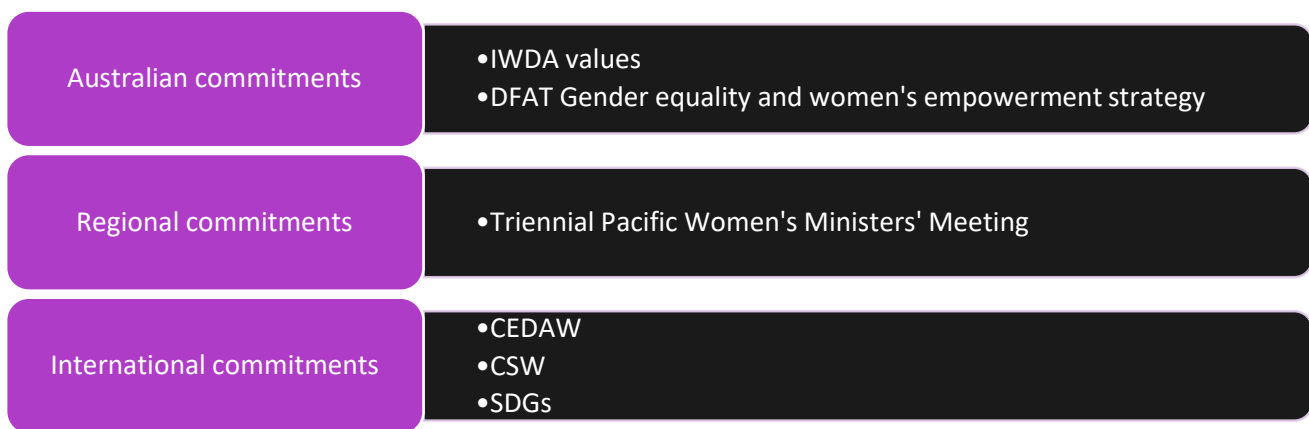 Australian commitments
•IWDA values
•DFAT Gender equality and women's empowerment strategy
Regional commitments
•Triennial Pacific Women's Ministers' Meeting
International commitments
•CEDAW
•CSW
•SDGs